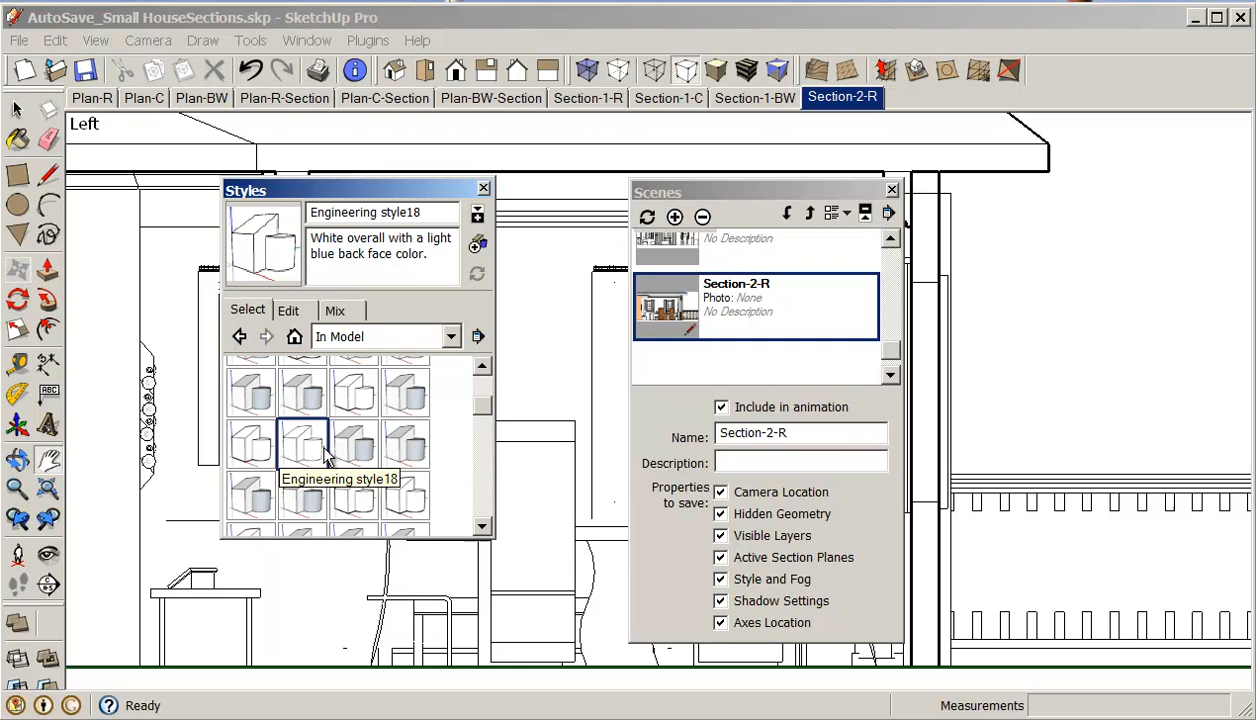 AutoSave_Small HouseSections.skp - SketchUp Pro
File Edit View Camera Draw Tools Window Plugins Help
Plan-R Plan-C Plan-BW Plan-R-Section Plan-C-Section Plan-BW-Section Section-1-R Section-1-C Section-1-BW Section-2-R
Left
Styles
Engineering style18
White overall with a light
blue back face color.
Select Edit Mix
In Model
Engineering style18
Scenes
No Description
Section-2-R
Photo: None
No Description
Include in animation
Name: Section-2-R
Description:
Properties
to save:
Camera Location
Hidden Geometry
Visible Layers
Active Section Planes
Style and Fog
Shadow Settings
Axes Location
ABC
Ready
Measurements